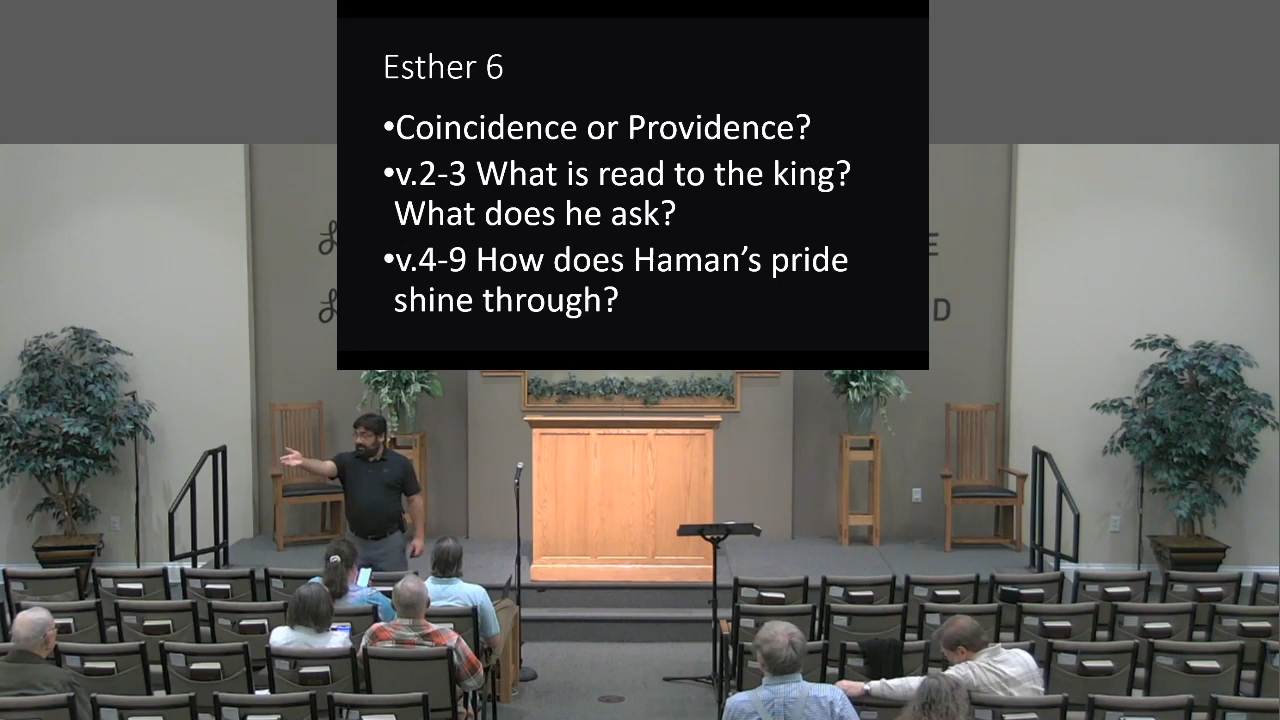 Esther 6
•Coincidence or Providence?
•v.2-3 What is read to the king?
What does he ask?
•v.4-9 How does Haman's pride
shine through?